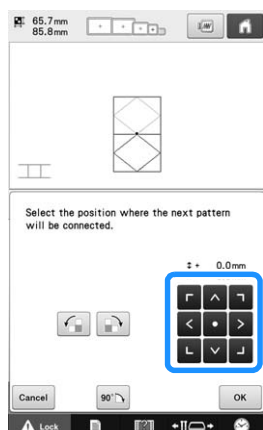 65.7mm
85.8mm
Select the position where the next pattern
will be connected.
0.0mm
Cancel
90°
OK
Lock